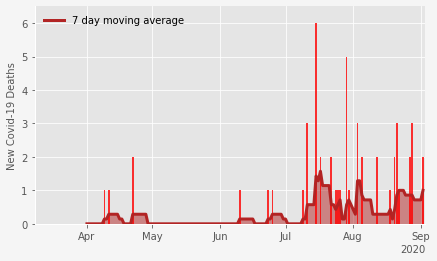 7 day moving average
New Covid-19 Deaths
6
5
4
3
2
1
0
Apr
May
Jun
Jul
Aug
Sep
2020